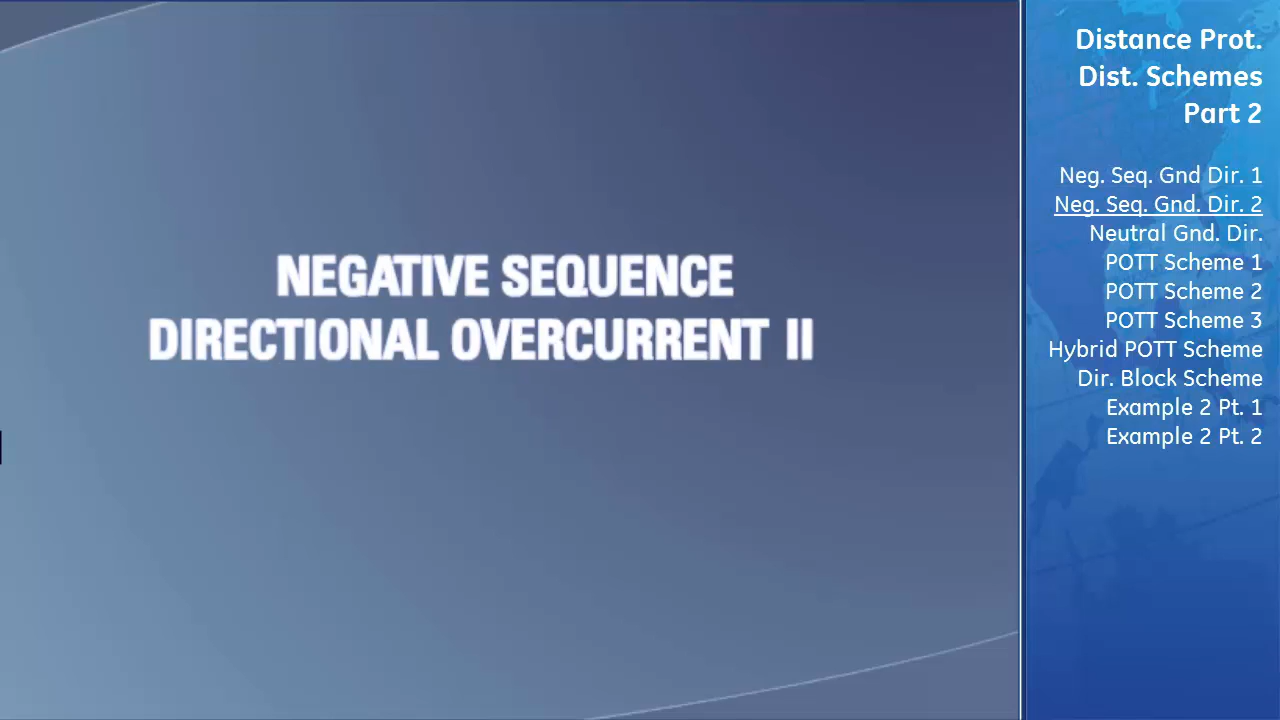 NEGATIVE SEQUENCE
DIRECTIONAL OVERCURRENT II
Distance Prot.
Dist. Schemes
Part 2
Neg. Seq. Gnd Dir. 1
Neg. Seq. Gnd. Dir. 2
Neutral Gnd. Dir.
POTT Scheme 1
POTT Scheme 2
POTT Scheme 3
Hybrid POTT Scheme
Dir. Block Scheme
Example 2 Pt. 1
Example 2 Pt. 2